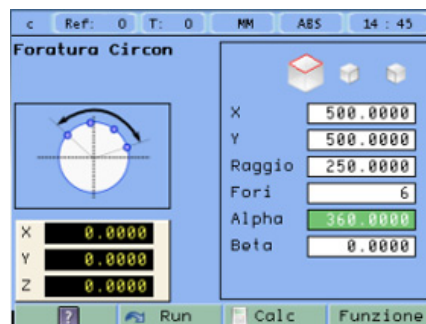 c Ref: 0 T: 0 MM ABS 14 : 45
Foratura Circon
X 500.0000
Y 500.0000
Raggio 250.0000
Fori 6
Alpha 360.0000
Beta 0.0000
X 0.0000
Y 0.0000
Z 0.0000
? Run Calc Funzione